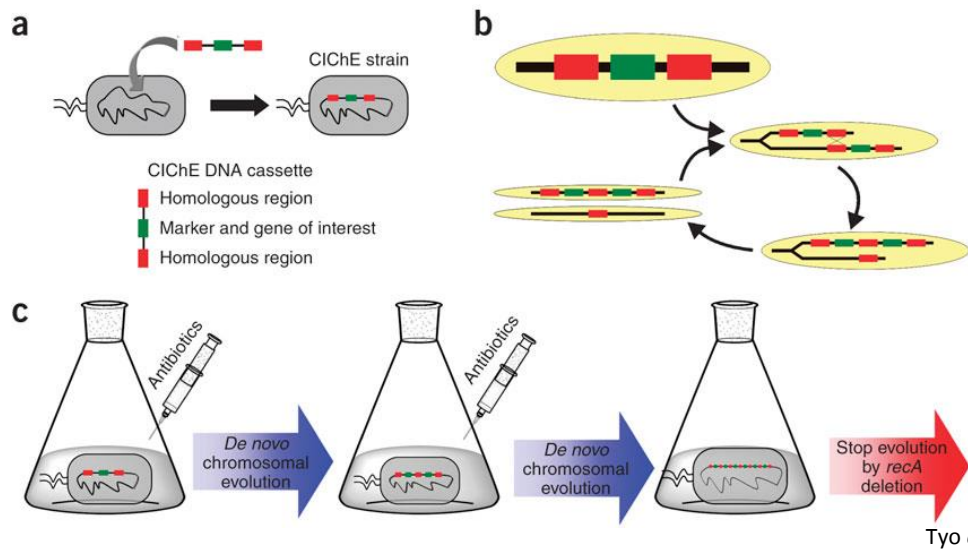 a
CIChE strain
CIChE DNA cassette
Homologous region
Marker and gene of interest
Homologous region
b
c
Antibiotics
De novo
chromosomal
evolution
Antibiotics
De novo
chromosomal
evolution
Stop evolution
by recA
deletion
Tyo